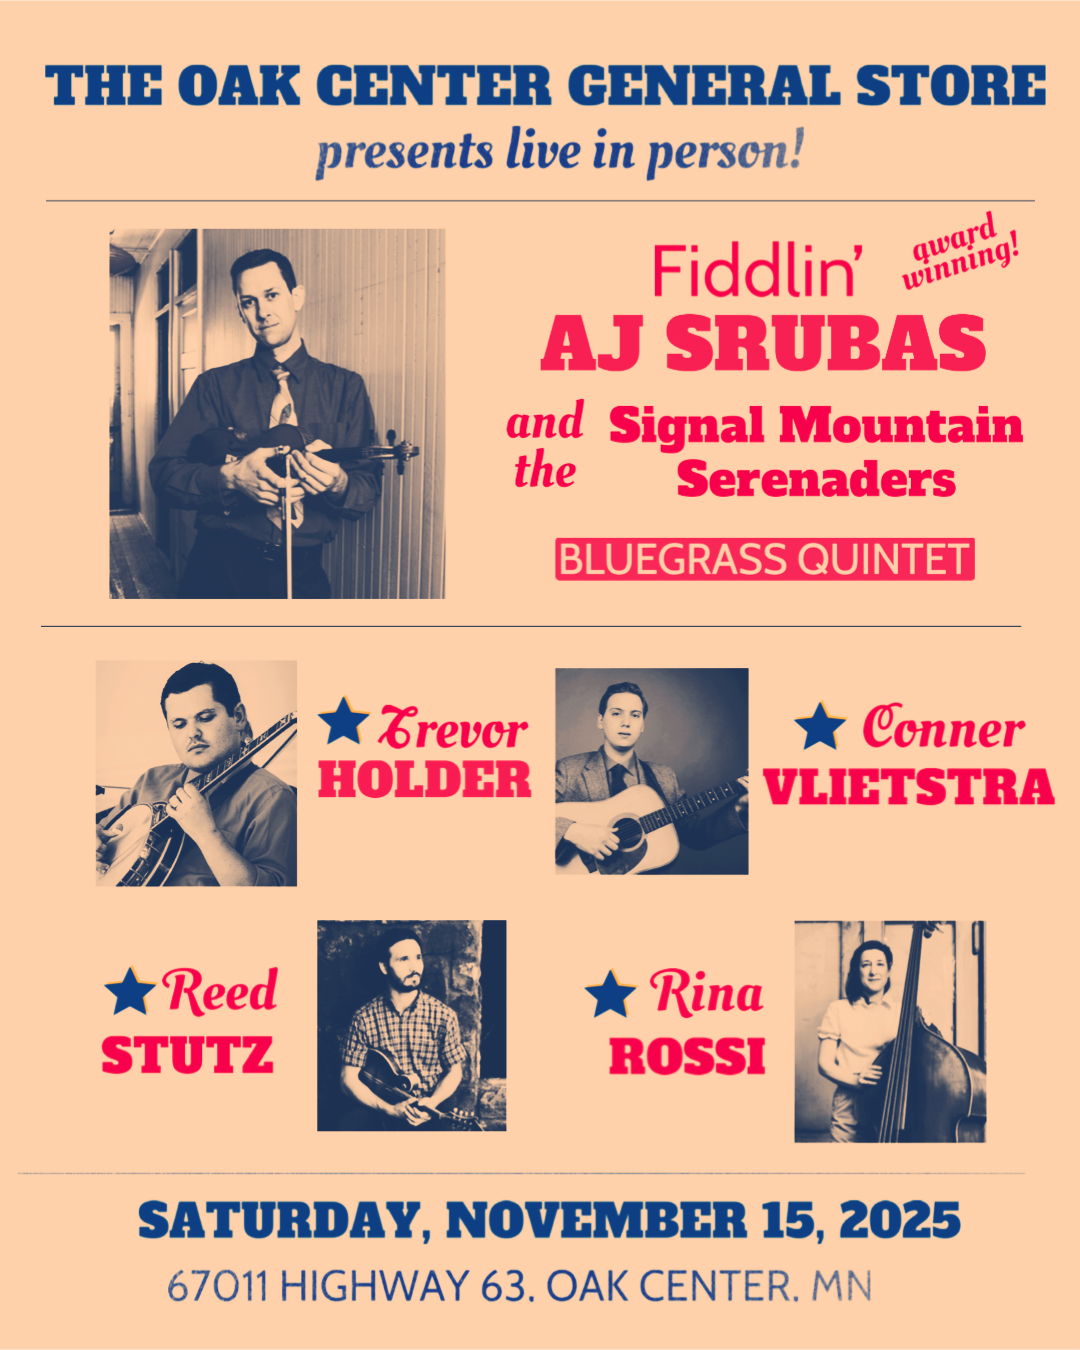 THE OAK CENTER GENERAL STORE
presents live in person!
Fiddlin’
award
winning!
AJ SRUBAS
and
the
Signal Mountain
Serenaders
BLUEGRASS QUINTET
Trevor
HOLDER
Conner
VLIETSTRA
Reed
STUTZ
Rina
ROSSI
SATURDAY, NOVEMBER 15, 2025
67011 HIGHWAY 63. OAK CENTER. MN